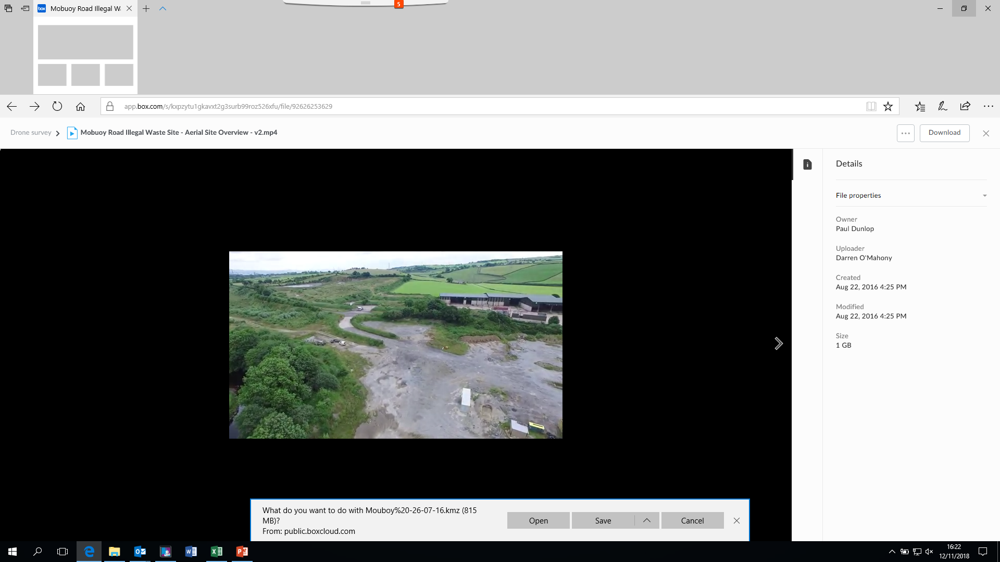 box
Mobuoy Road Illegal Wa
5
app.box.com/s/kxpzytu1gkavxt2g3surb99roz526xfu/file/92626253629
Drone survey
Mobuoy Road Illegal Waste Site - Aerial Site Overview - v2.mp4
Download
Details
File properties
Owner
Paul Dunlop
Uploader
Darren O'Mahony
Created
Aug 22, 2016 4:25 PM
Modified
Aug 22, 2016 4:25 PM
Size
1 GB
What do you want to do with Mouboy%20-26-07-16.kmz (815
MB)?
From: public.boxcloud.com
Open
Save
Cancel
16:22
12/11/2018